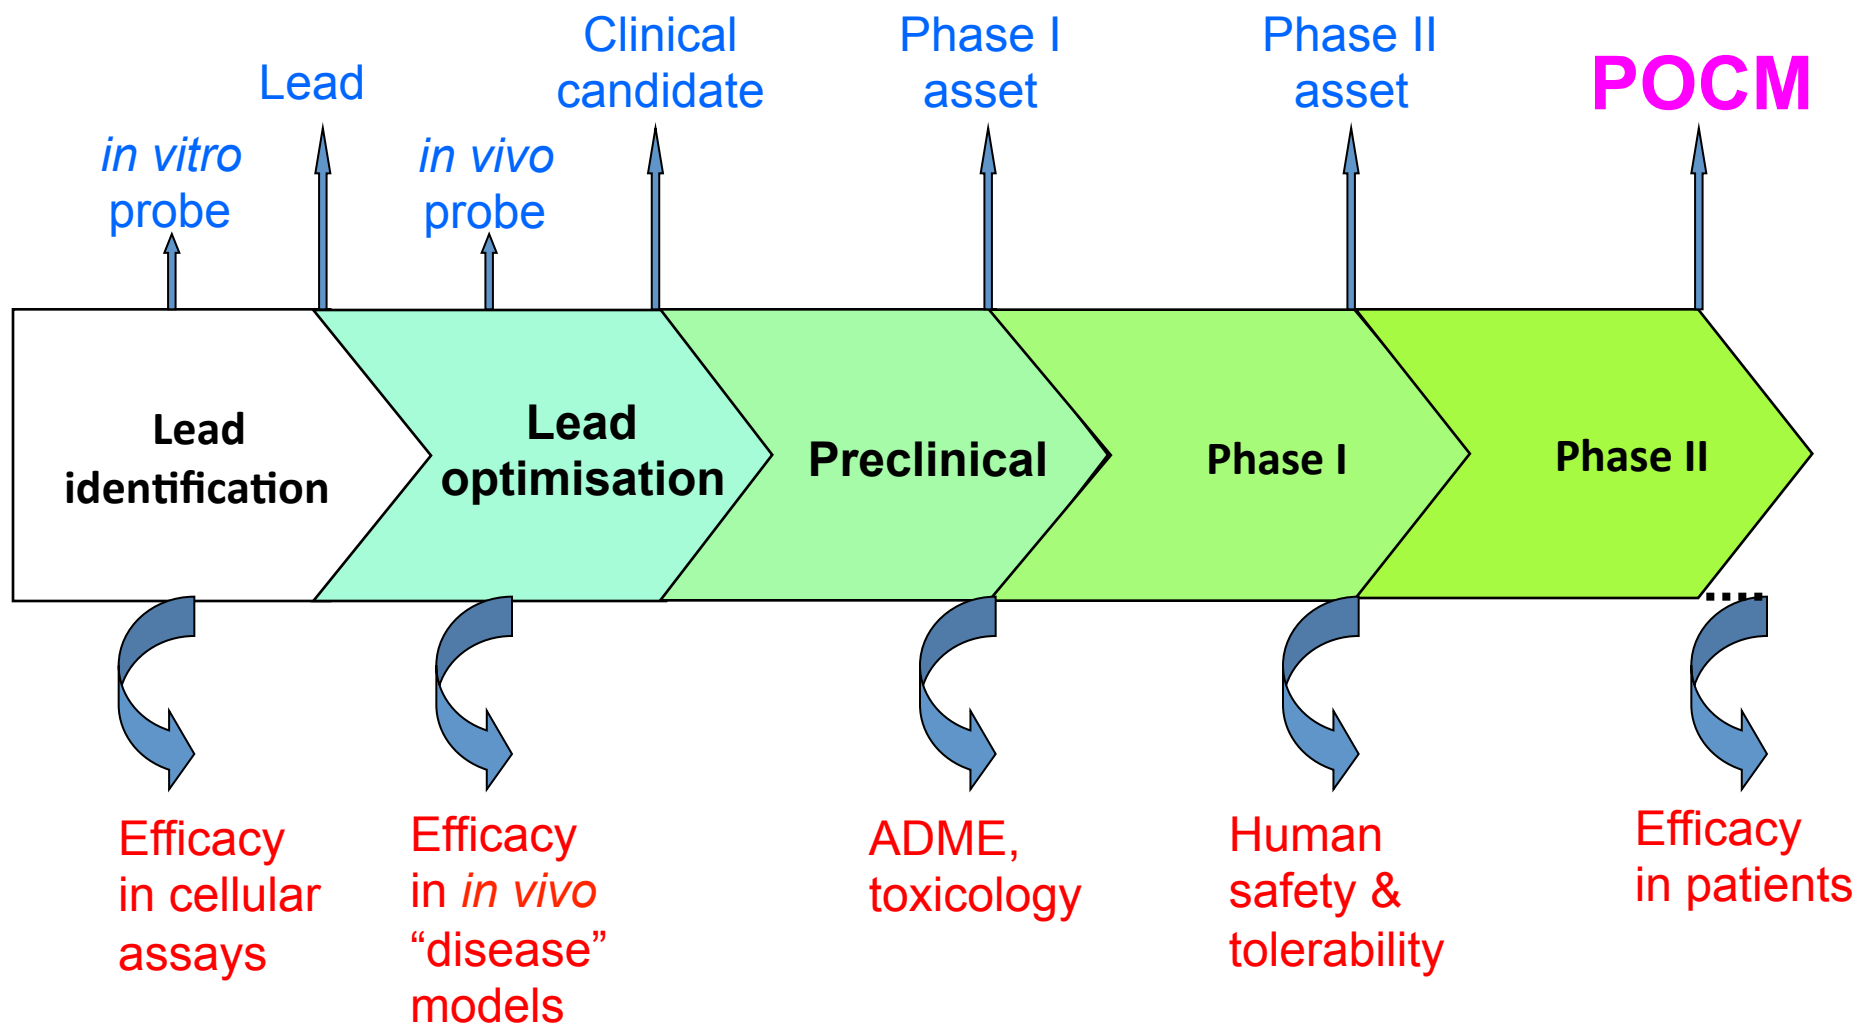 in vitro
probe
Lead
in vivo
probe
Clinical
candidate
Phase I
asset
Phase II
asset
POCM
Lead
identification
Lead
optimisation
Preclinical
Phase I
Phase II
Efficacy
in cellular
assays
Efficacy
in in vivo
“disease”
models
ADME,
toxicology
Human
safety &
tolerability
Efficacy
in patients